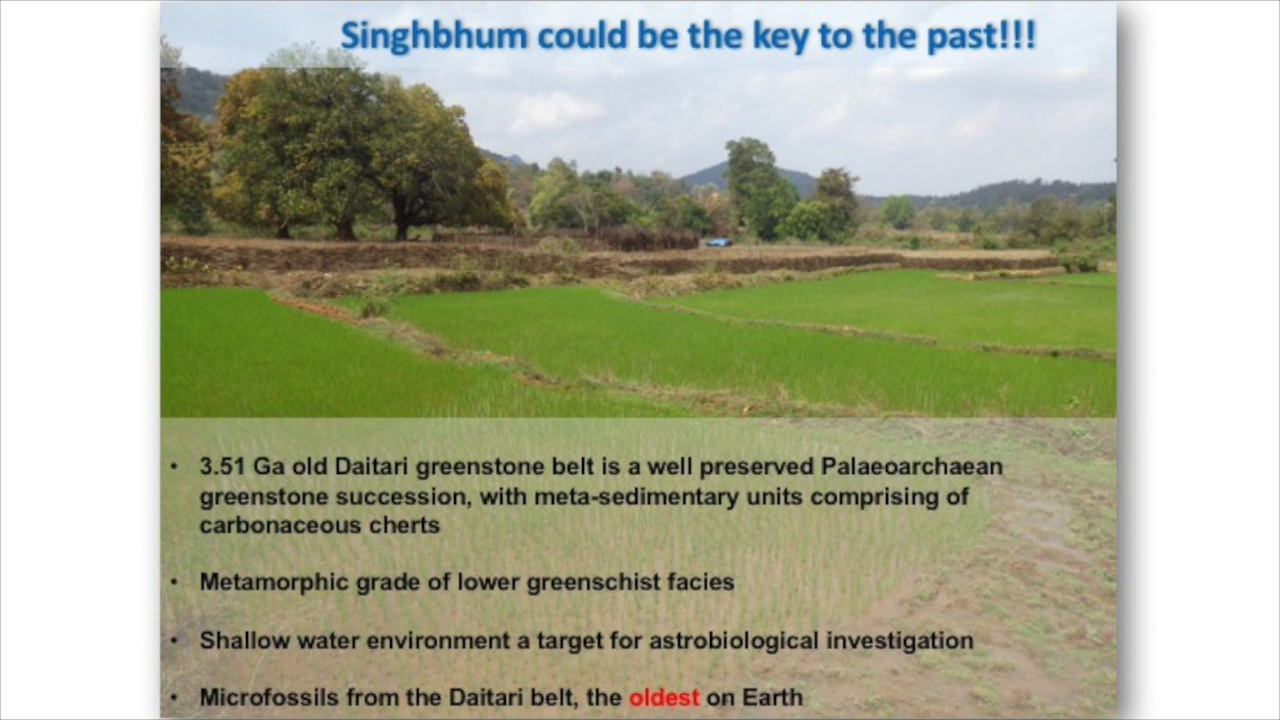 Singhbhum could be the key to the past!!!
• 3.51 Ga old Daitari greenstone belt is a well preserved Palaeoarchaean
greenstone succession, with meta-sedimentary units comprising of
carbonaceous cherts
• Metamorphic grade of lower greenschist facies
• Shallow water environment a target for astrobiological investigation
• Microfossils from the Daitari belt, the oldest on Earth